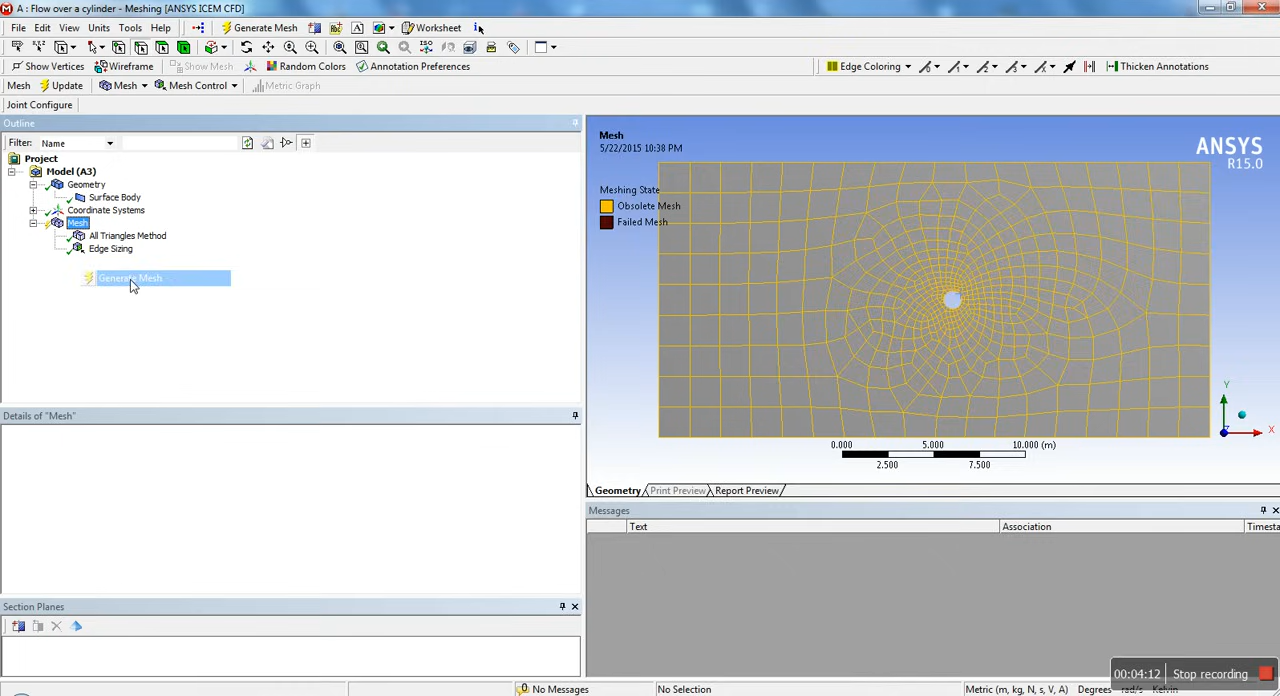 A : Flow over a cylinder - Meshing [ANSYS ICEM CFD]
File Edit View Units Tools Help Generate Mesh Worksheet
Show Vertices Wireframe Show Mesh Random Colors Annotation Preferences Edge Coloring Thicken Annotations
Mesh Update Mesh Mesh Control Metric Graph
Joint Configure
Outline
Filter: Name
Project
Model (A3)
Geometry
Surface Body
Coordinate Systems
Mesh
All Triangles Method
Edge Sizing
Generate Mesh
Details of "Mesh"
Section Planes
Mesh
5/22/2015 10:38 PM
Meshing State
Obsolete Mesh
Failed Mesh
ANSYS
R15.0
Y
X
0.000 5.000 10.000 (m)
2.500 7.500
Geometry Print Preview Report Preview
Messages
Text Association Timesta
00:04:12 Stop recording
No Messages No Selection Metric (m, kg, N, s, V, A) Degrees rad/s Kelvin